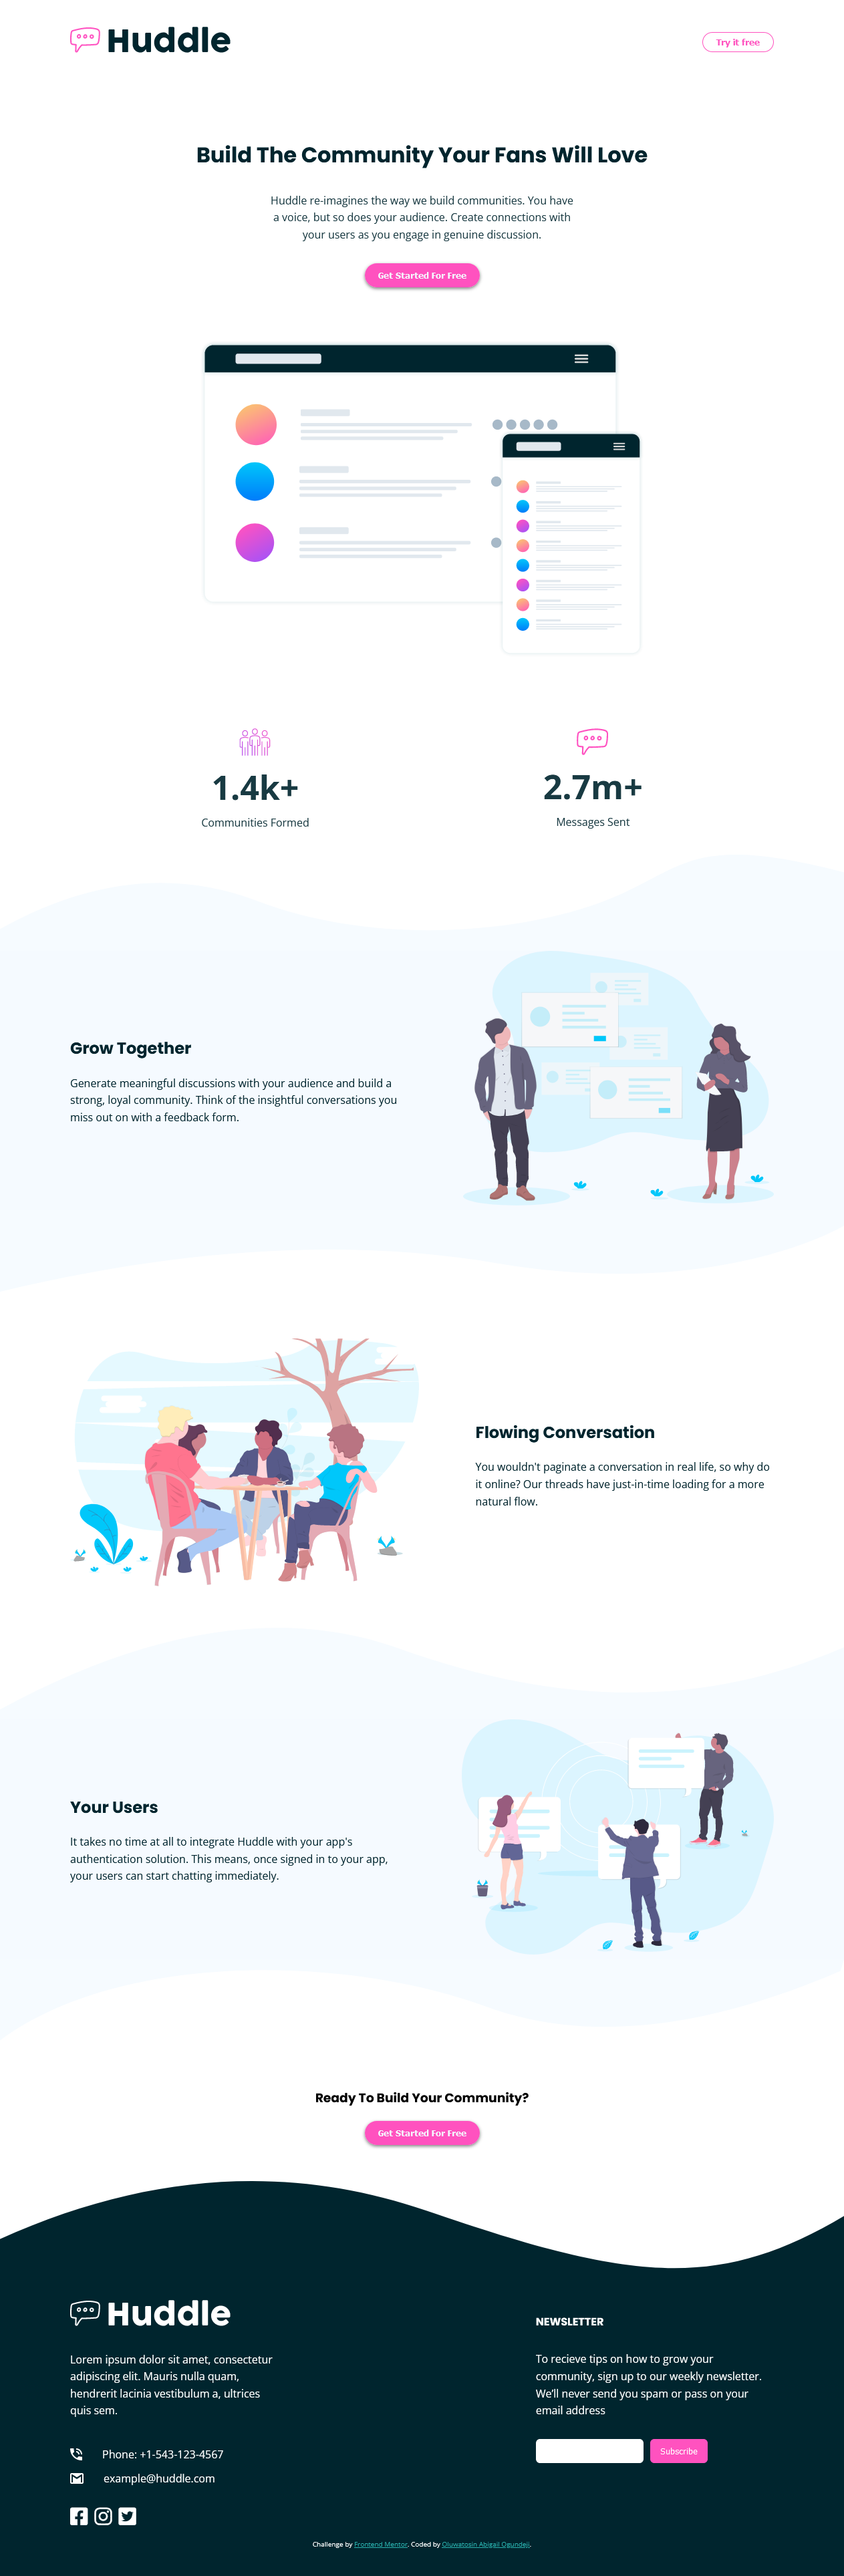 Huddle
Try it free
Build The Community Your Fans Will Love
Huddle re-imagines the way we build communities. You have
a voice, but so does your audience. Create connections with
your users as you engage in genuine discussion.
Get Started For Free
1.4k+
Communities Formed
2.7m+
Messages Sent
Grow Together
Generate meaningful discussions with your audience and build a
strong, loyal community. Think of the insightful conversations you
miss out on with a feedback form.
Flowing Conversation
You wouldn't paginate a conversation in real life, so why do
it online? Our threads have just-in-time loading for a more
natural flow.
Your Users
It takes no time at all to integrate Huddle with your app's
authentication solution. This means, once signed in to your app,
your users can start chatting immediately.
Ready To Build Your Community?
Get Started For Free
Huddle
Lorem ipsum dolor sit amet, consectetur
adipiscing elit. Mauris nulla quam,
hendrerit lacinia vestibulum a, ultrices
quis sem.
Phone: +1-543-123-4567
example@huddle.com
NEWSLETTER
To recieve tips on how to grow your
community, sign up to our weekly newsletter.
We'll never send you spam or pass on your
email address
Subscribe
Challenge by Frontend Mentor. Coded by Oluwatosin Abigail Ogundeji.